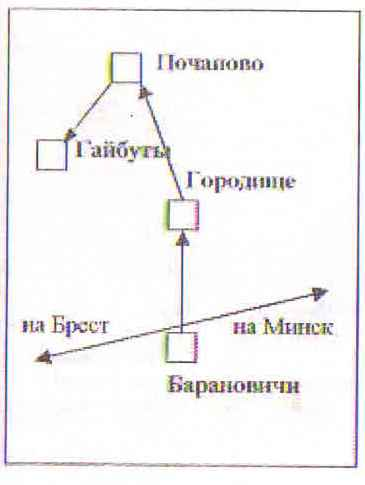 Почапово
Гайбуты
Городище
на Брест
на Минск
Барановичи